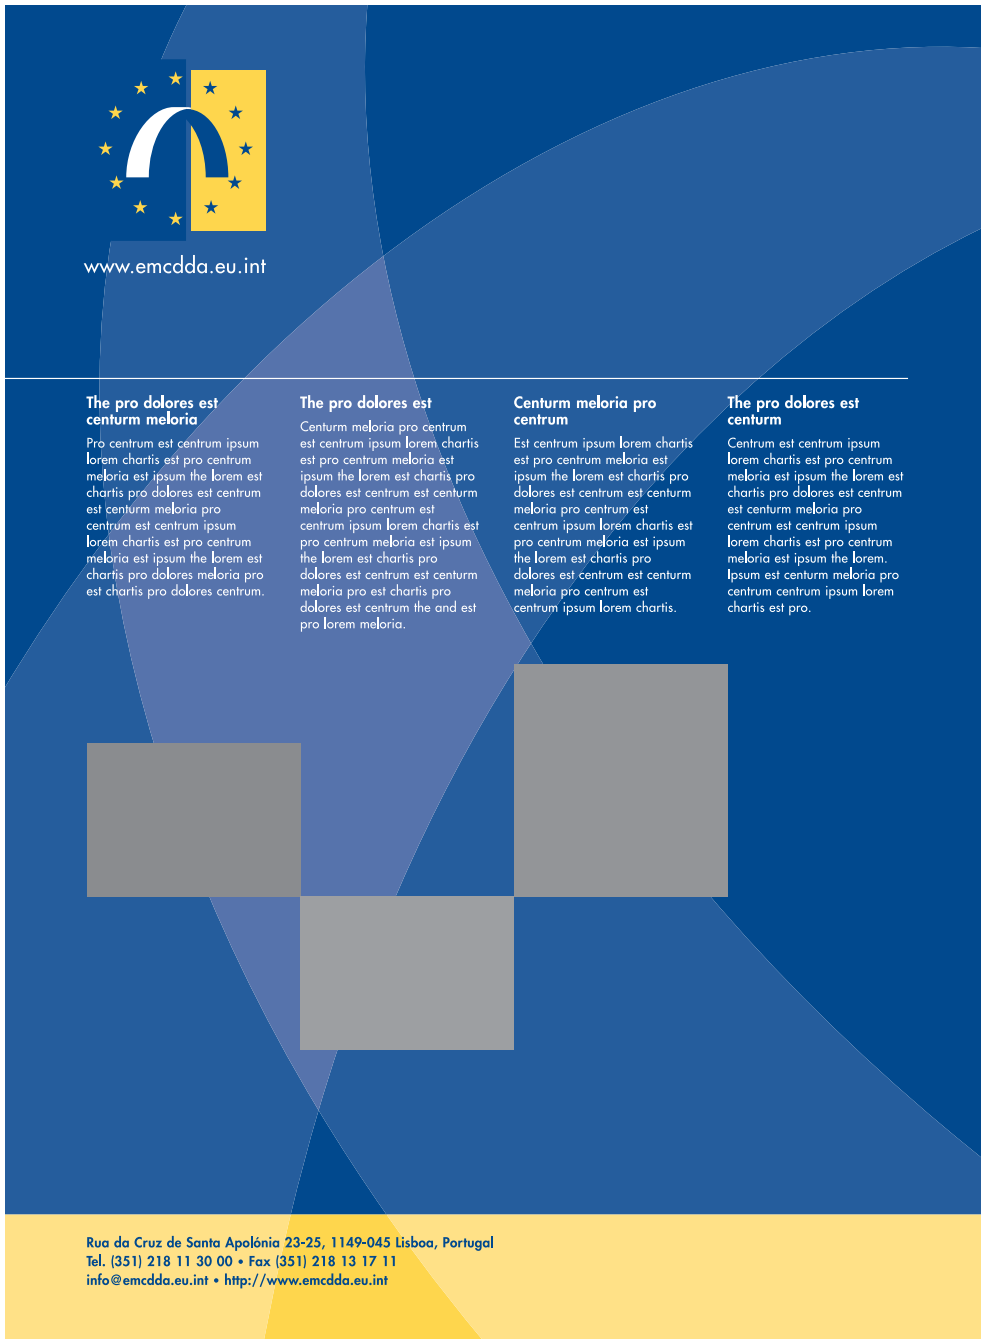 www.emcdda.eu.int
The pro dolores est
centurm meloria
Pro centrum est centrum ipsum
lorem chartis est pro centrum
meloria est ipsum the lorem est
chartis pro dolores est centrum
est centurm meloria pro
centrum est centrum ipsum
lorem chartis est pro centrum
meloria est ipsum the lorem est
chartis pro dolores meloria pro
est chartis pro dolores centrum.
The pro dolores est
Centurm meloria pro centrum
est centrum ipsum lorem chartis
est pro centrum meloria est
ipsum the lorem est chartis pro
dolores est centrum est centurm
meloria pro centrum est
centrum ipsum lorem chartis est
pro centrum meloria est ipsum
the lorem est chartis pro
dolores est centrum est centurm
meloria pro est chartis pro
dolores est centrum the and est
pro lorem meloria.
Centurm meloria pro
centrum
Est centrum ipsum lorem chartis
est pro centrum meloria est
ipsum the lorem est chartis pro
dolores est centrum est centurm
meloria pro centrum est
centrum ipsum lorem chartis est
pro centrum meloria est ipsum
the lorem est chartis pro
dolores est centrum est centurm
meloria pro centrum est
centrum ipsum lorem chartis.
The pro dolores est
centurm
Centrum est centrum ipsum
lorem chartis est pro centrum
meloria est ipsum the lorem est
chartis pro dolores est centrum
est centurm meloria pro
centrum est centrum ipsum
lorem chartis est pro centrum
meloria est ipsum the lorem.
Ipsum est centurm meloria pro
centrum centrum ipsum lorem
chartis est pro.
Rua da Cruz de Santa Apolónia 23-25, 1149-045 Lisboa, Portugal
Tel. (351) 218 11 30 00 • Fax (351) 218 13 17 11
info@emcdda.eu.int • http://www.emcdda.eu.int